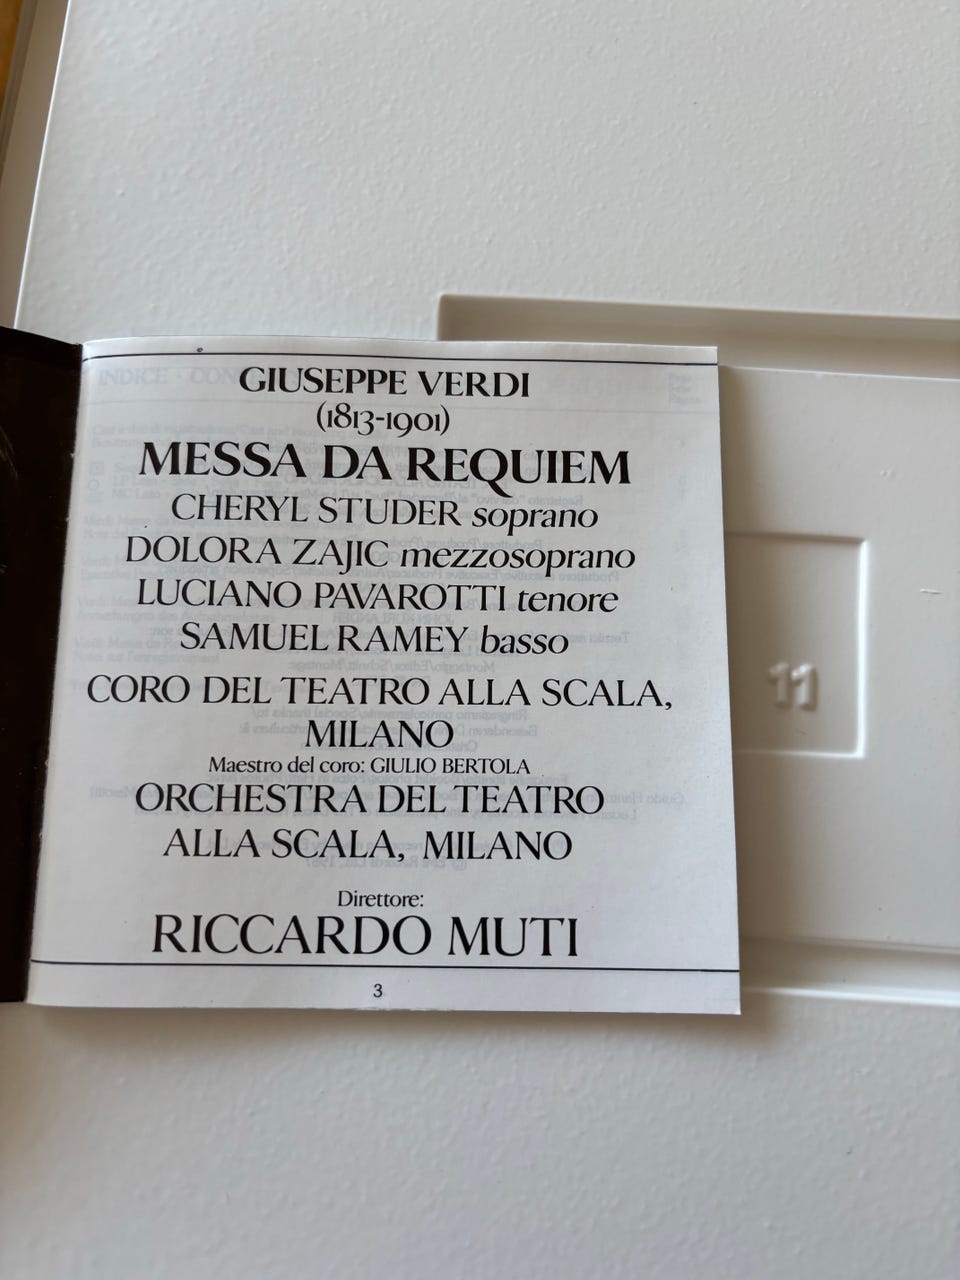 GIUSEPPE VERDI
(1813-1901)
MESSA DA REQUIEM
CHERYL STUDER soprano
DOLORA ZAJIC mezzosoprano
LUCIANO PAVAROTTI tenore
SAMUEL RAMEY basso
CORO DEL TEATRO ALLA SCALA,
MILANO
Maestro del coro: GIULIO BERTOLA
ORCHESTRA DEL TEATRO
ALLA SCALA, MILANO
Direttore:
RICCARDO MUTI
3
11